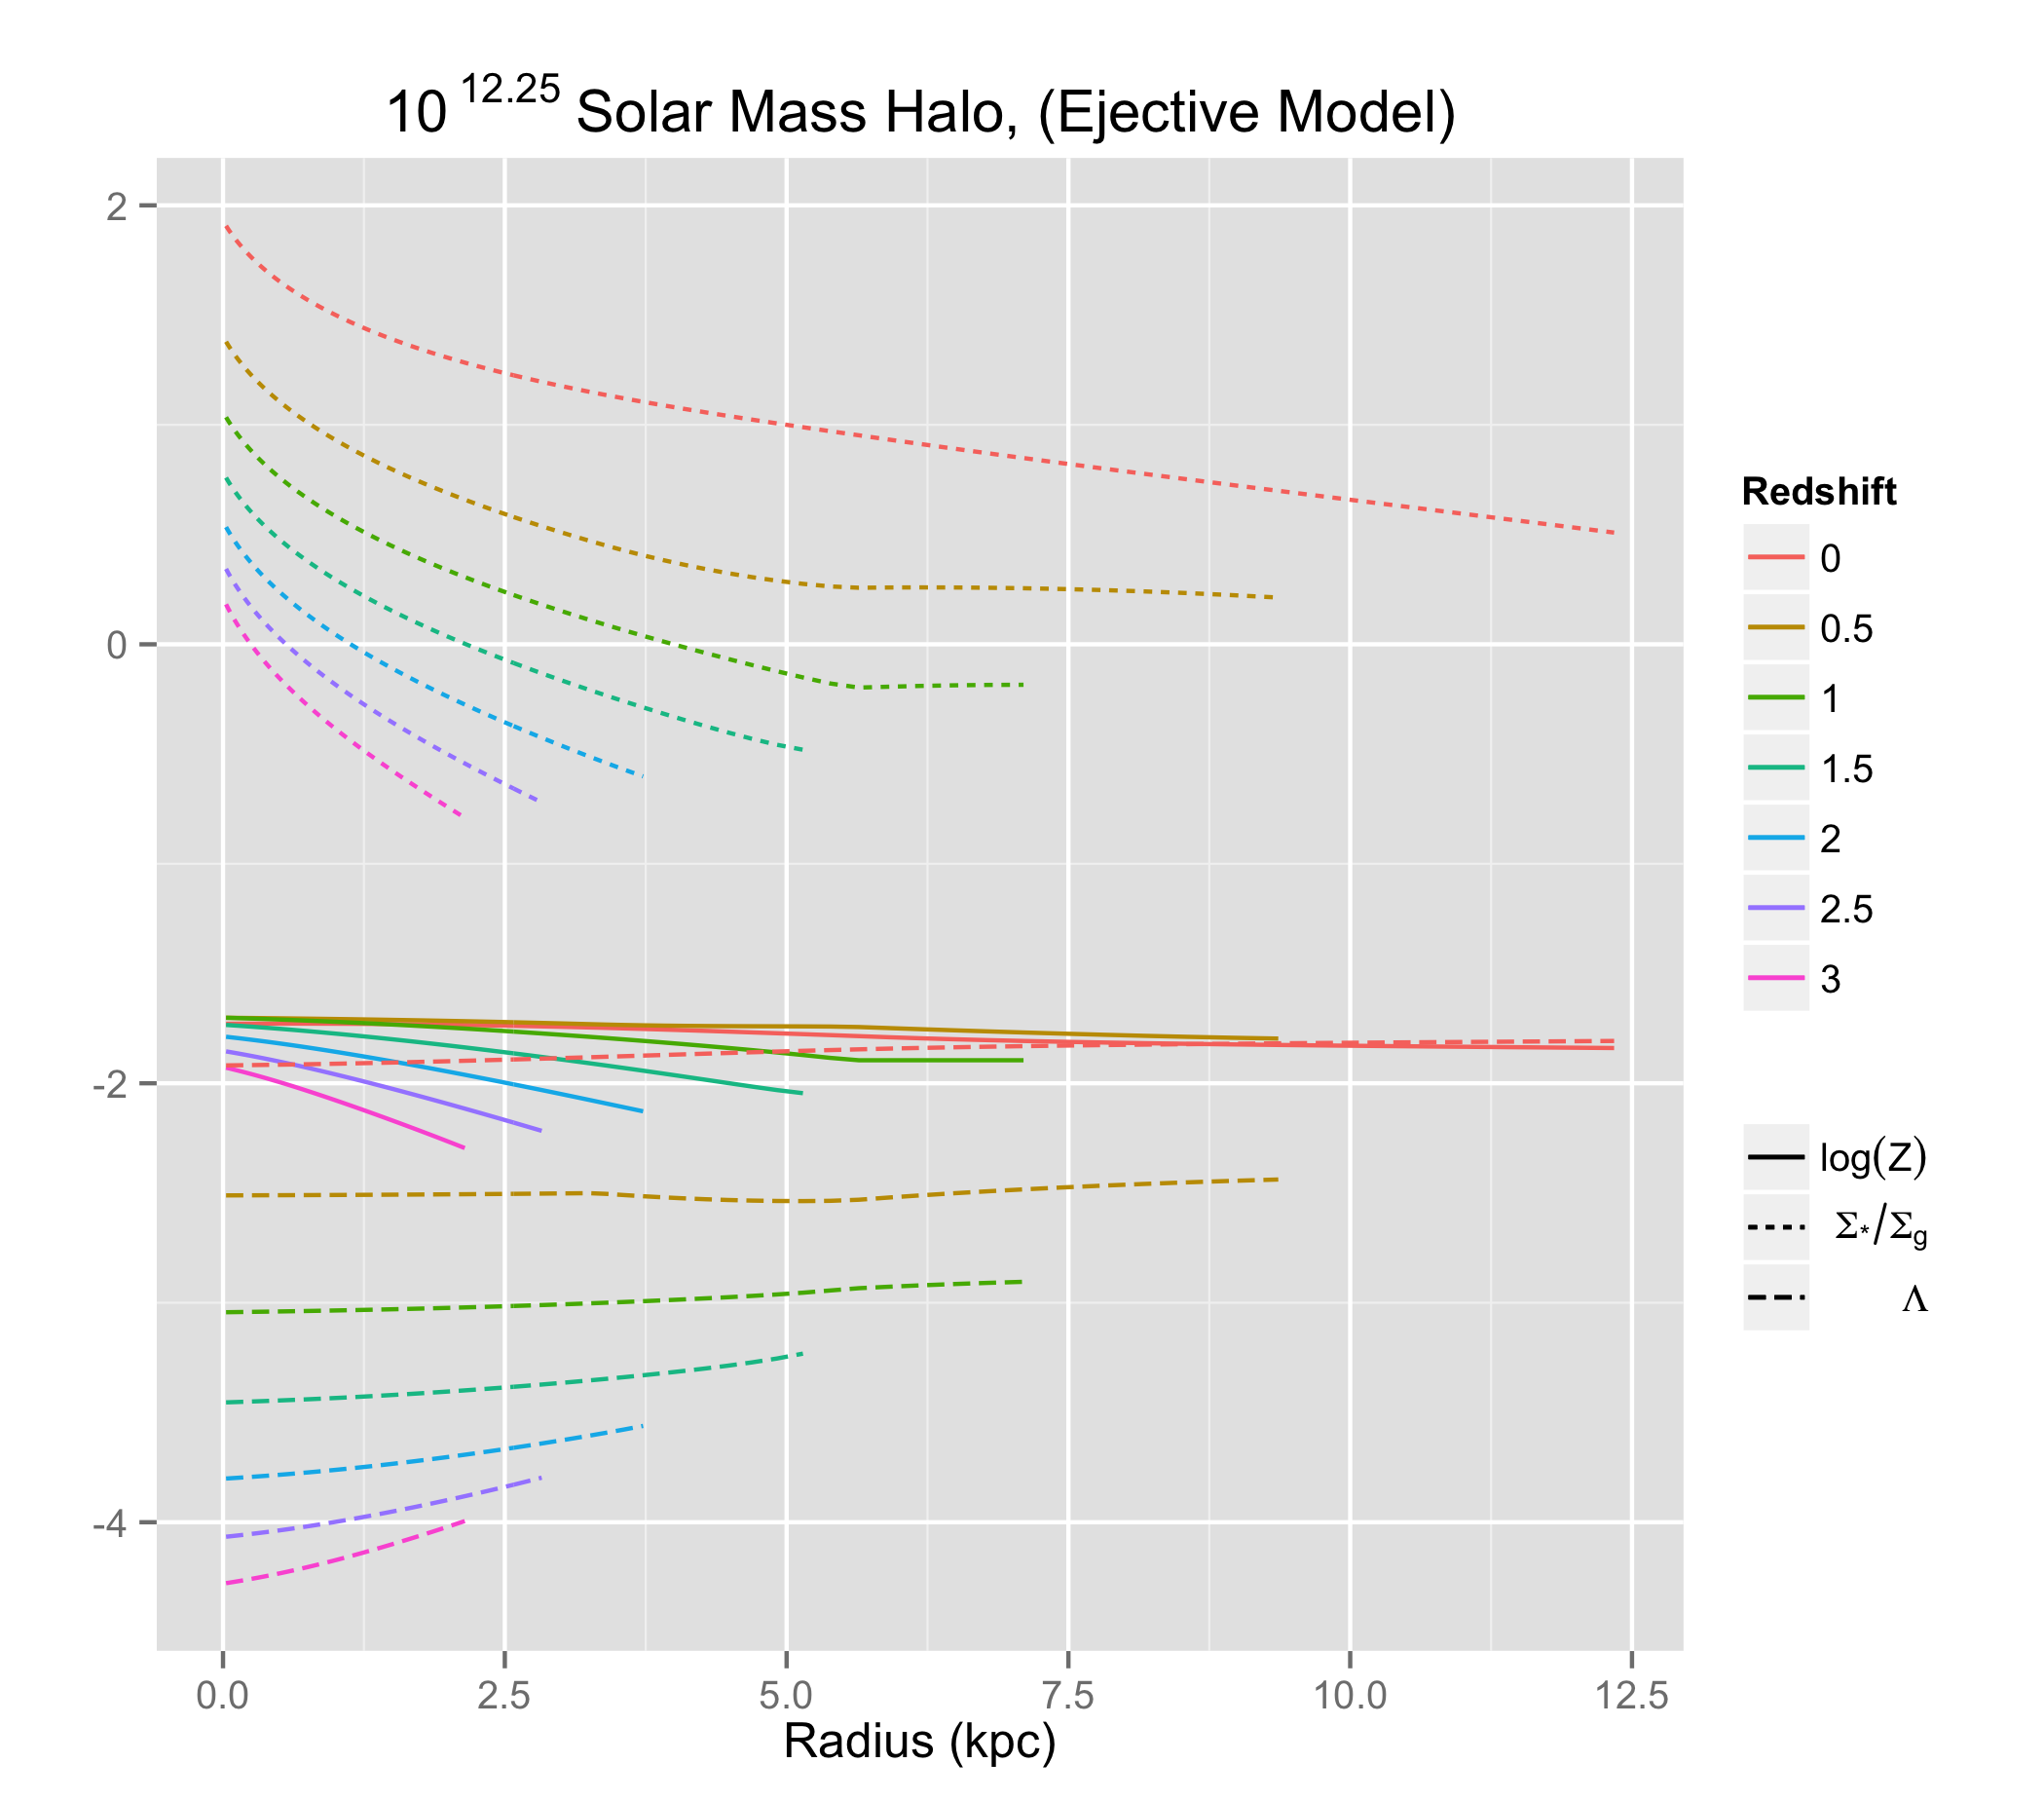 10^12.25 Solar Mass Halo, (Ejective Model)
2
0
-2
-4
0.0 2.5 5.0 7.5 10.0 12.5
Radius (kpc)
Redshift
0
0.5
1
1.5
2
2.5
3
log(Z)
Σ*/Σg
Λ